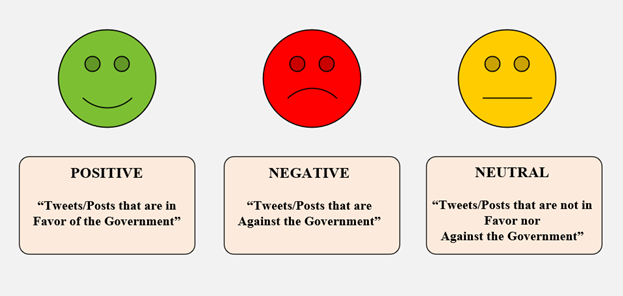 POSITIVE
“Tweets/Posts that are in
Favor of the Government”
NEGATIVE
“Tweets/Posts that are
Against the Government”
NEUTRAL
“Tweets/Posts that are not in
Favor nor
Against the Government”